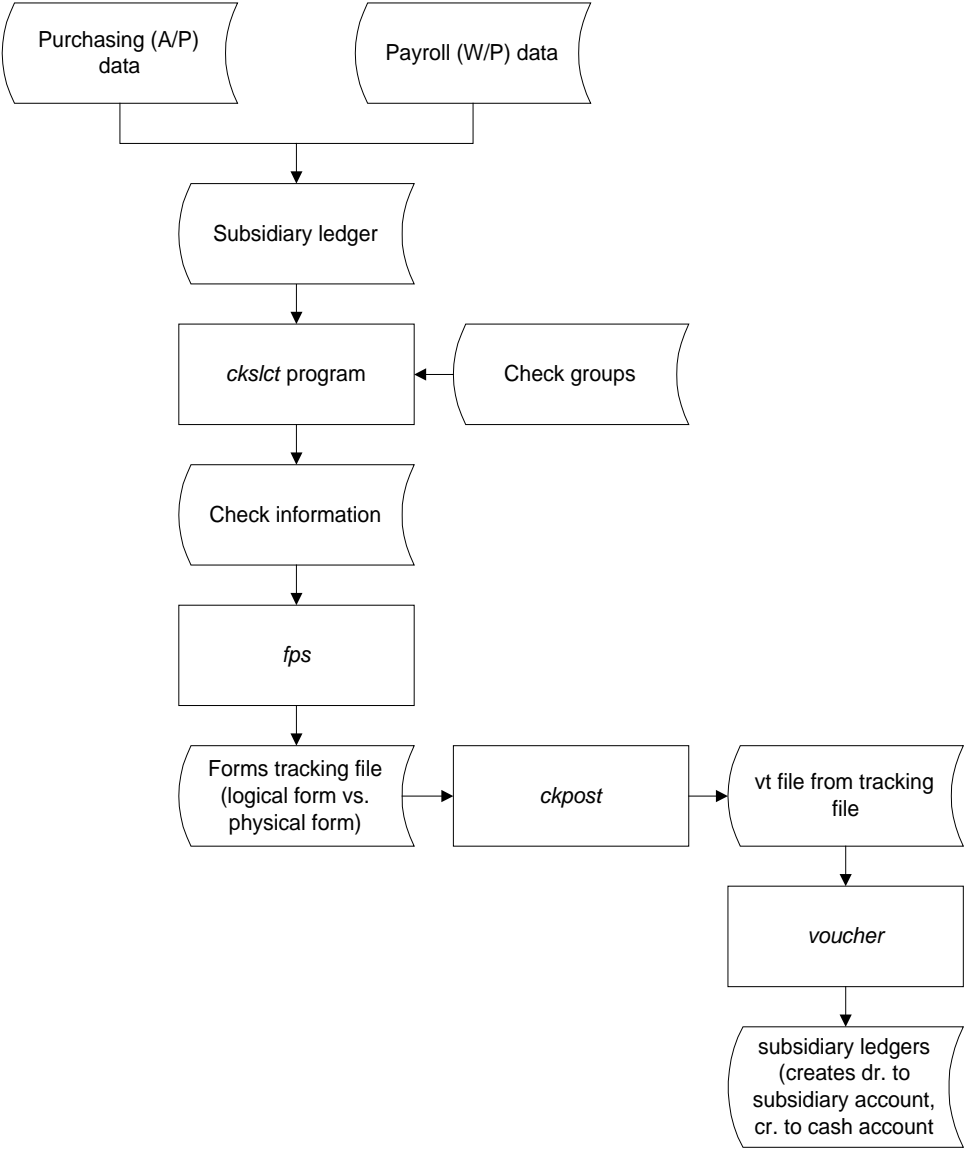 Purchasing (A/P)
data
Payroll (W/P) data
Subsidiary ledger
ckslct program
Check groups
Check information
fps
Forms tracking file
(logical form vs.
physical form)
ckpost
vt file from tracking
file
voucher
subsidiary ledgers
(creates dr. to
subsidiary account,
cr. to cash account